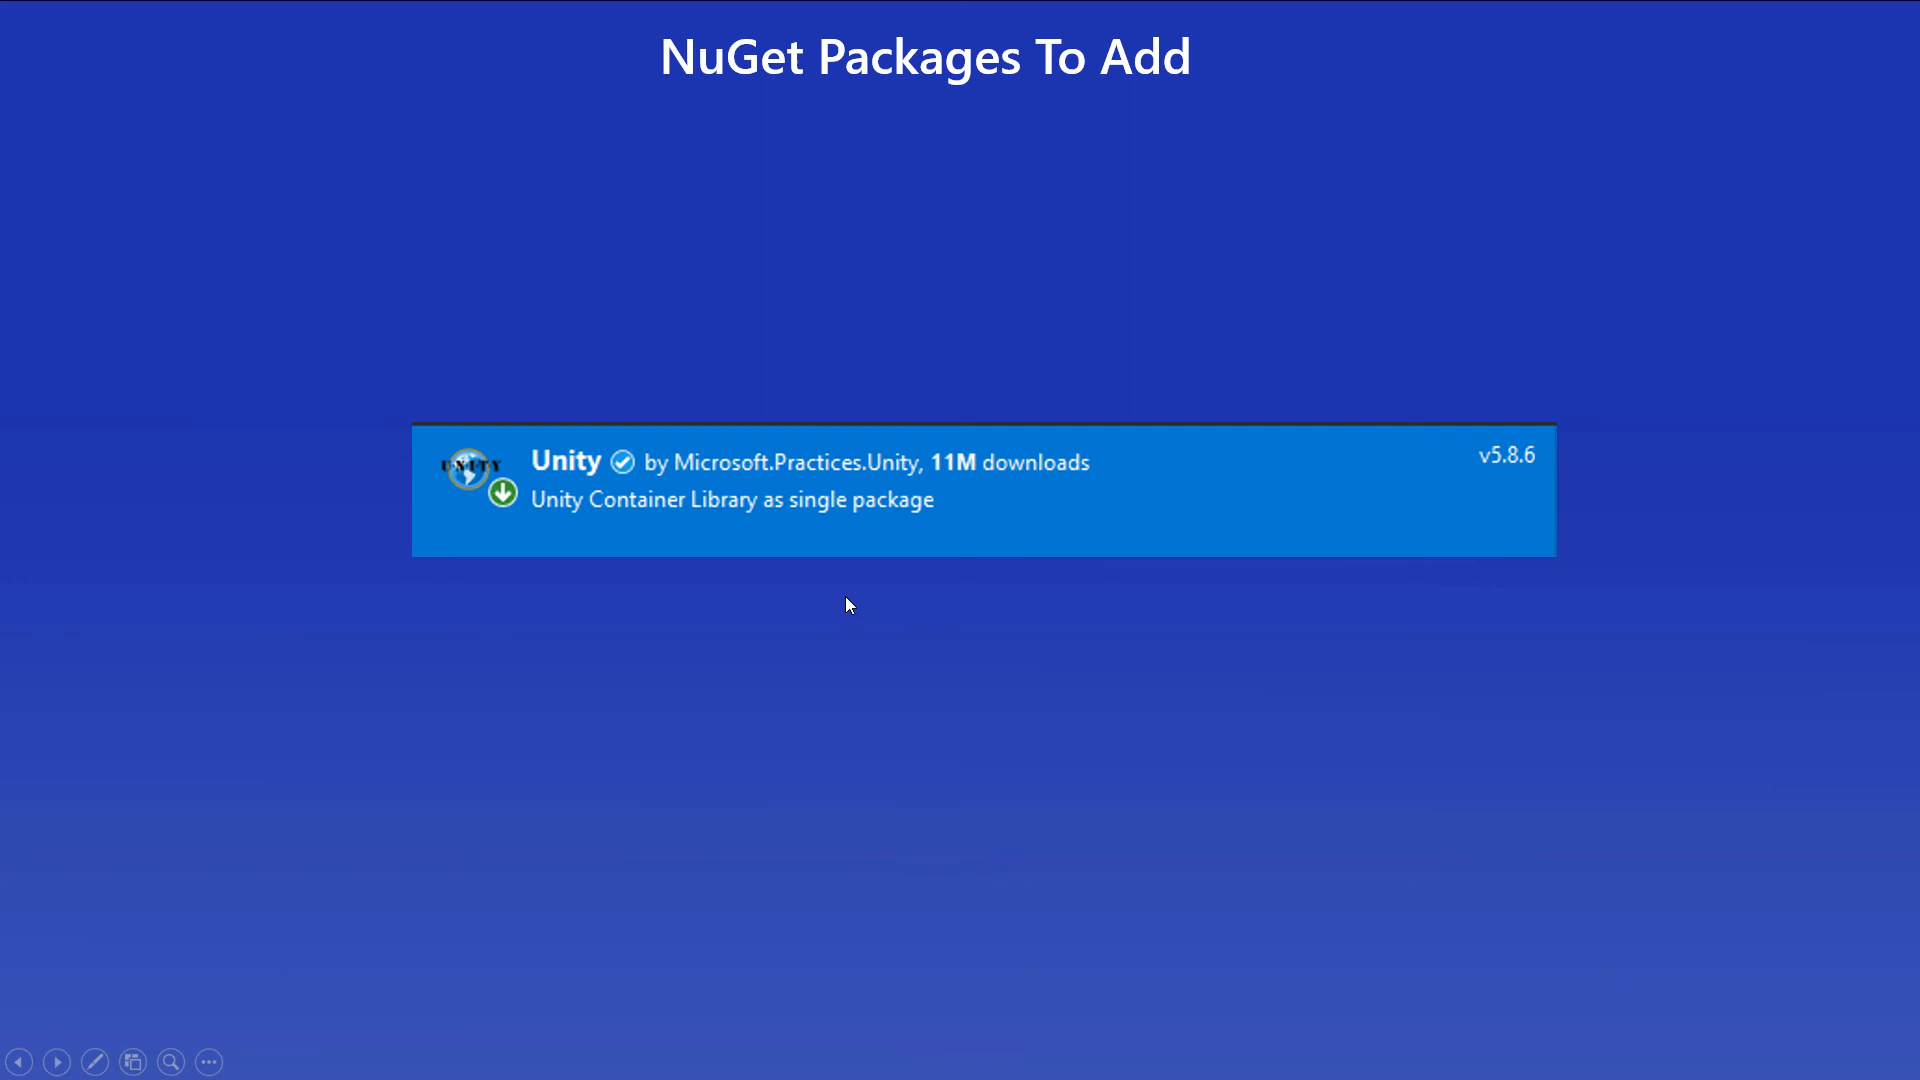 NuGet Packages To Add
UNITY
Unity by Microsoft.Practices.Unity, 11M downloads
v5.8.6
Unity Container Library as single package